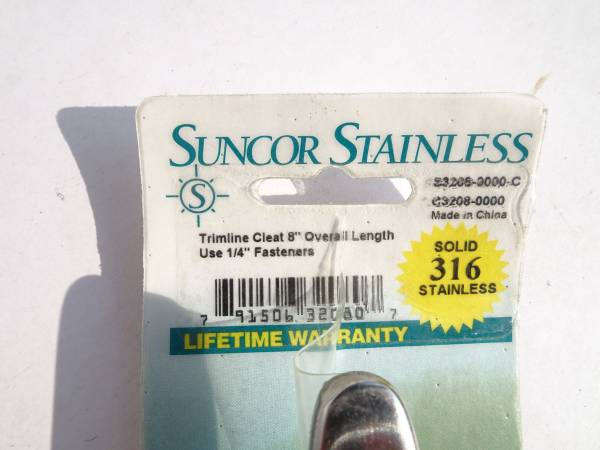 SUNCOR STAINLESS
S
S3208-0000-C
C3208-0000
Made in China
Trimline Cleat 8" Overall Length
Use 1/4" Fasteners
SOLID
316
STAINLESS
7 91506 32080 7
LIFETIME WARRANTY